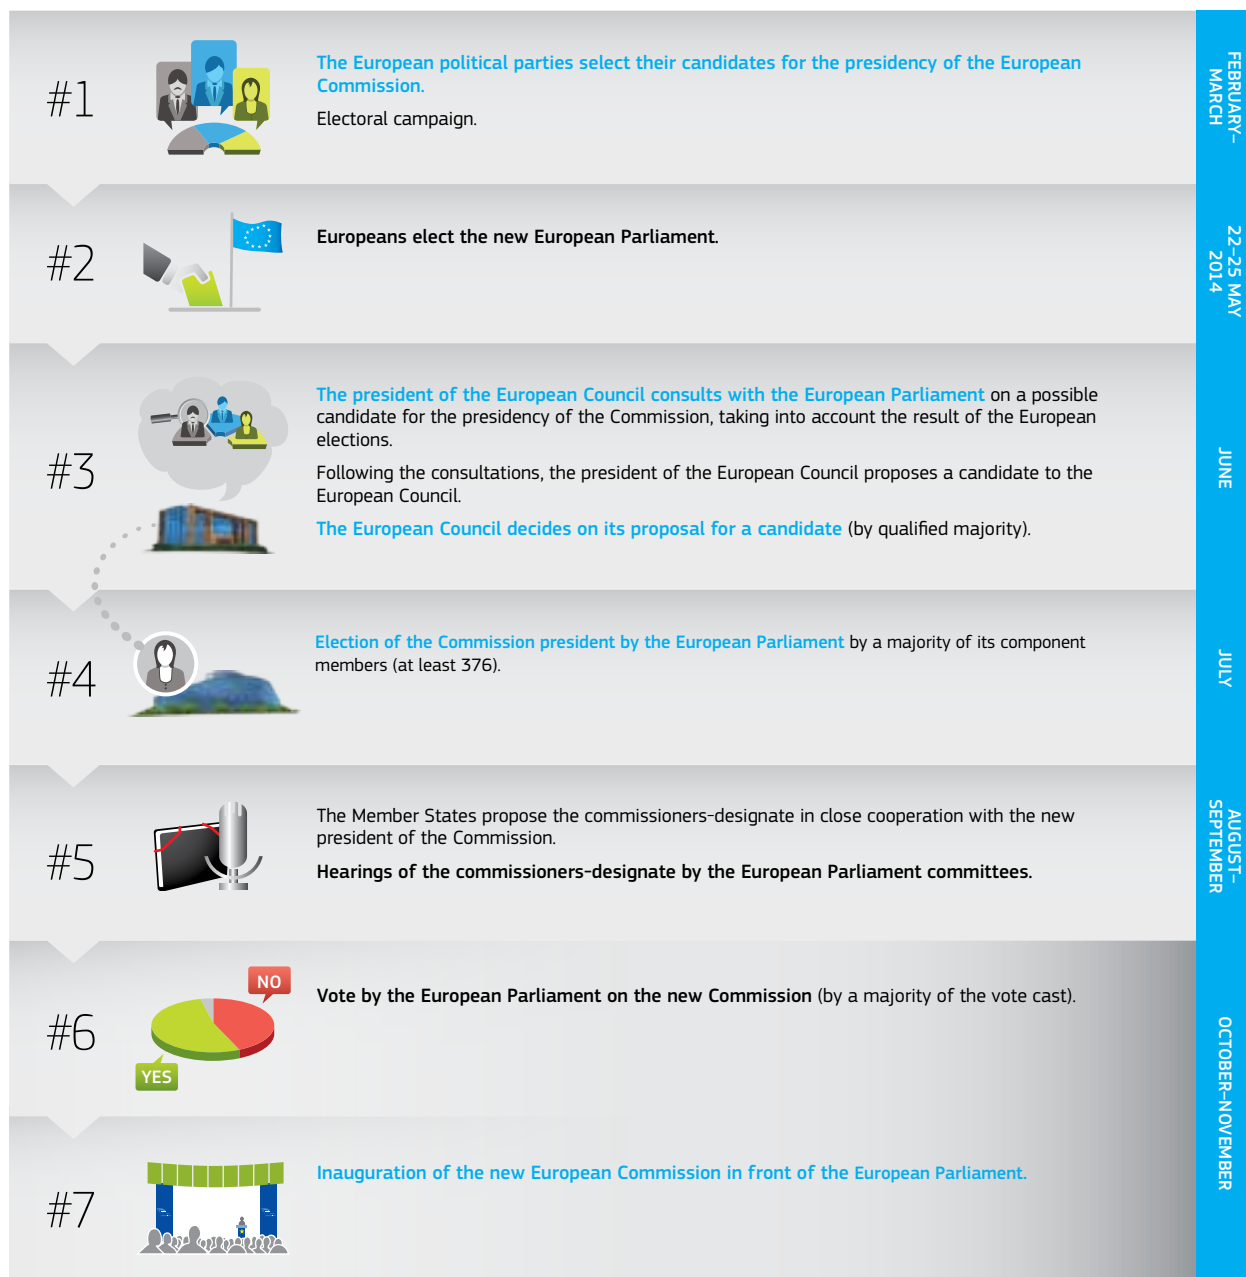 #1
The European political parties select their candidates for the presidency of the European
Commission.
Electoral campaign.
FEBRUARY–
MARCH
#2
Europeans elect the new European Parliament.
22–25 MAY
2014
#3
The president of the European Council consults with the European Parliament on a possible
candidate for the presidency of the Commission, taking into account the result of the European
elections.
Following the consultations, the president of the European Council proposes a candidate to the
European Council.
The European Council decides on its proposal for a candidate (by qualified majority).
JUNE
#4
Election of the Commission president by the European Parliament by a majority of its component
members (at least 376).
JULY
#5
The Member States propose the commissioners-designate in close cooperation with the new
president of the Commission.
Hearings of the commissioners-designate by the European Parliament committees.
AUGUST–
SEPTEMBER
#6
NO
YES
Vote by the European Parliament on the new Commission (by a majority of the vote cast).
OCTOBER–NOVEMBER
#7
Inauguration of the new European Commission in front of the European Parliament.